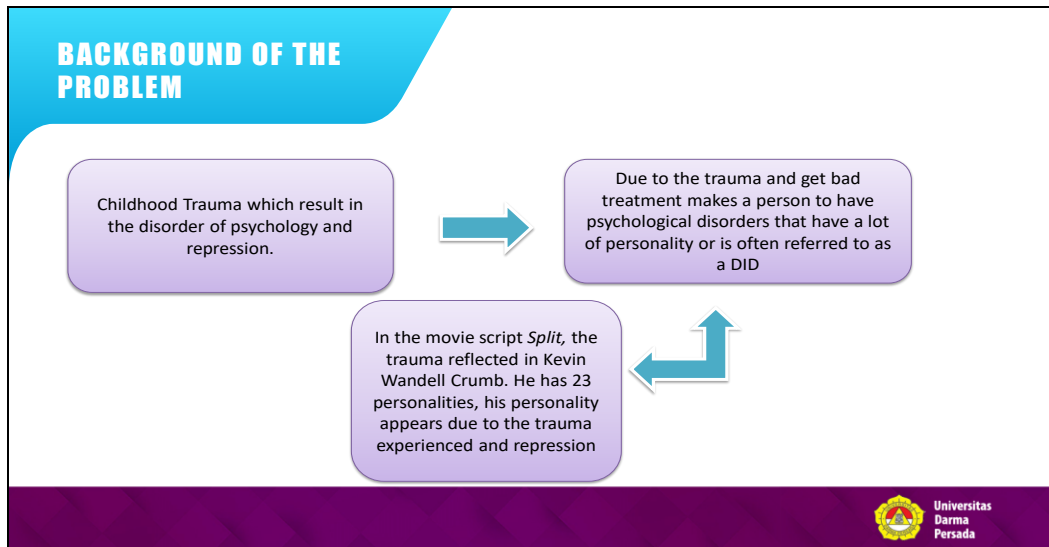 BACKGROUND OF THE
PROBLEM
Childhood Trauma which result in
the disorder of psychology and
repression.
Due to the trauma and get bad
treatment makes a person to have
psychological disorders that have a lot
of personality or is often referred to as
a DID
In the movie script Split, the
trauma reflected in Kevin
Wandell Crumb. He has 23
personalities, his personality
appears due to the trauma
experienced and repression
Universitas
Darma
Persada